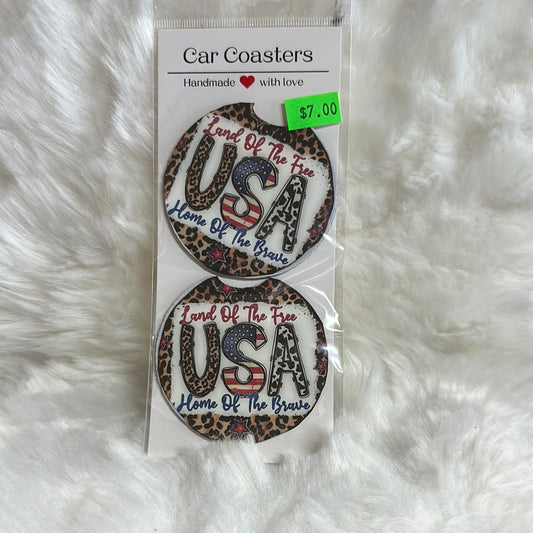 Car Coasters
Handmade ❤ with love
$7.00
Land Of The Free
USA
Home Of The Brave
Land Of The Free
USA
Home Of The Brave